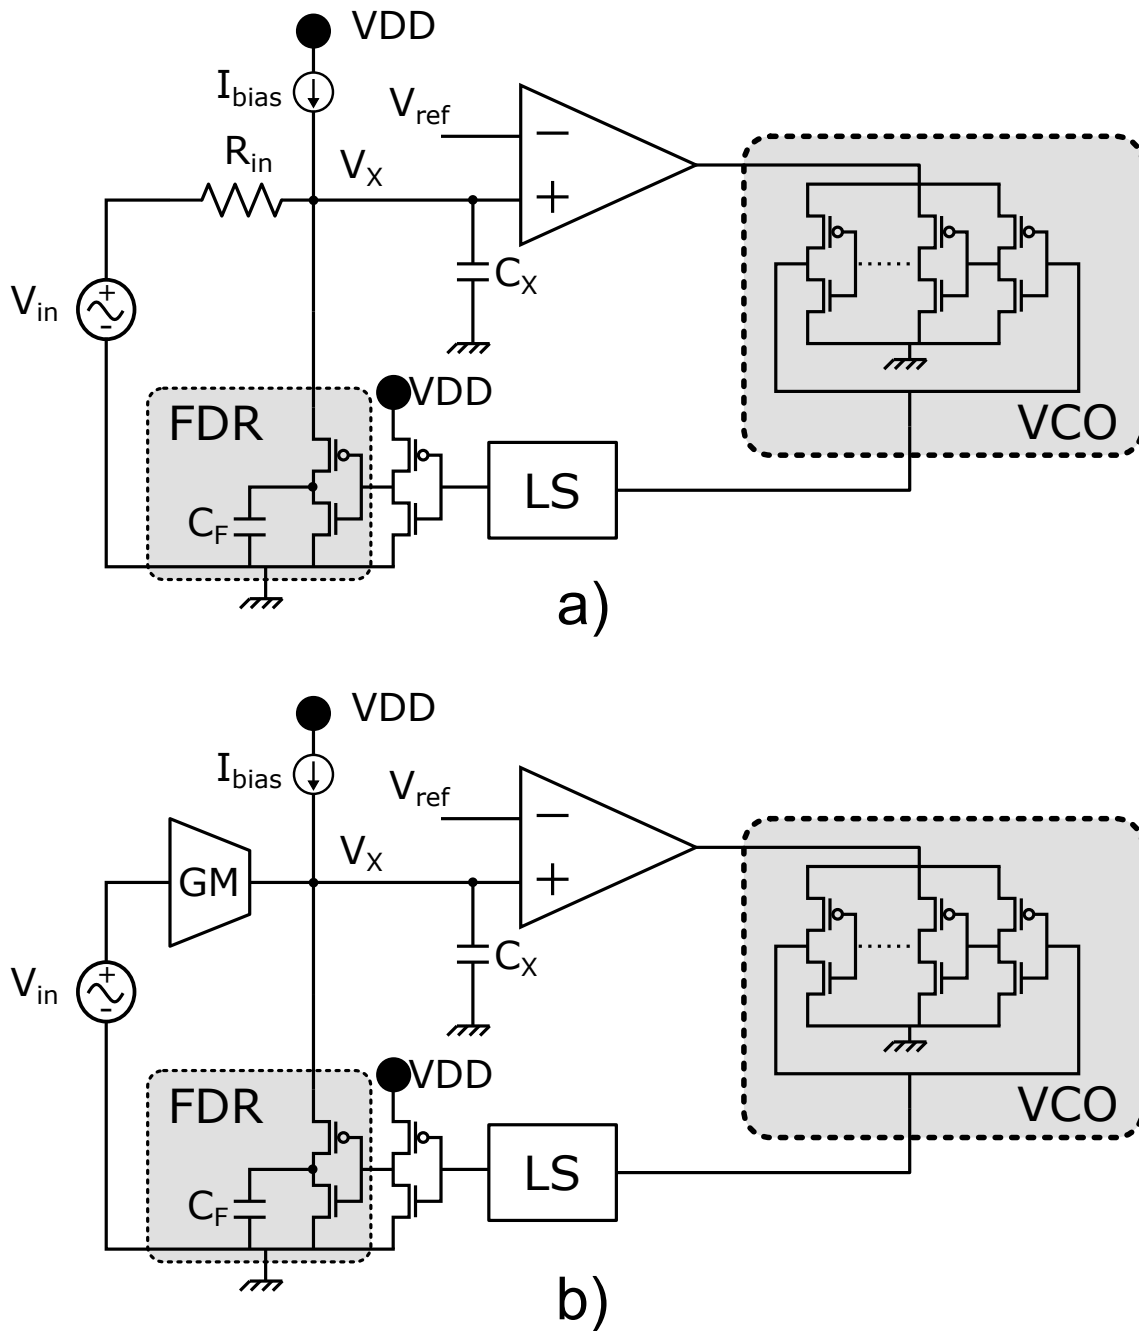 VDD
I_bias
V_ref
−
R_in
V_X
+
C_X
V_in
+
-
VDD
FDR
VCO
LS
C_F
a)
VDD
I_bias
V_ref
−
V_X
GM
+
C_X
V_in
+
-
VDD
FDR
VCO
LS
C_F
b)